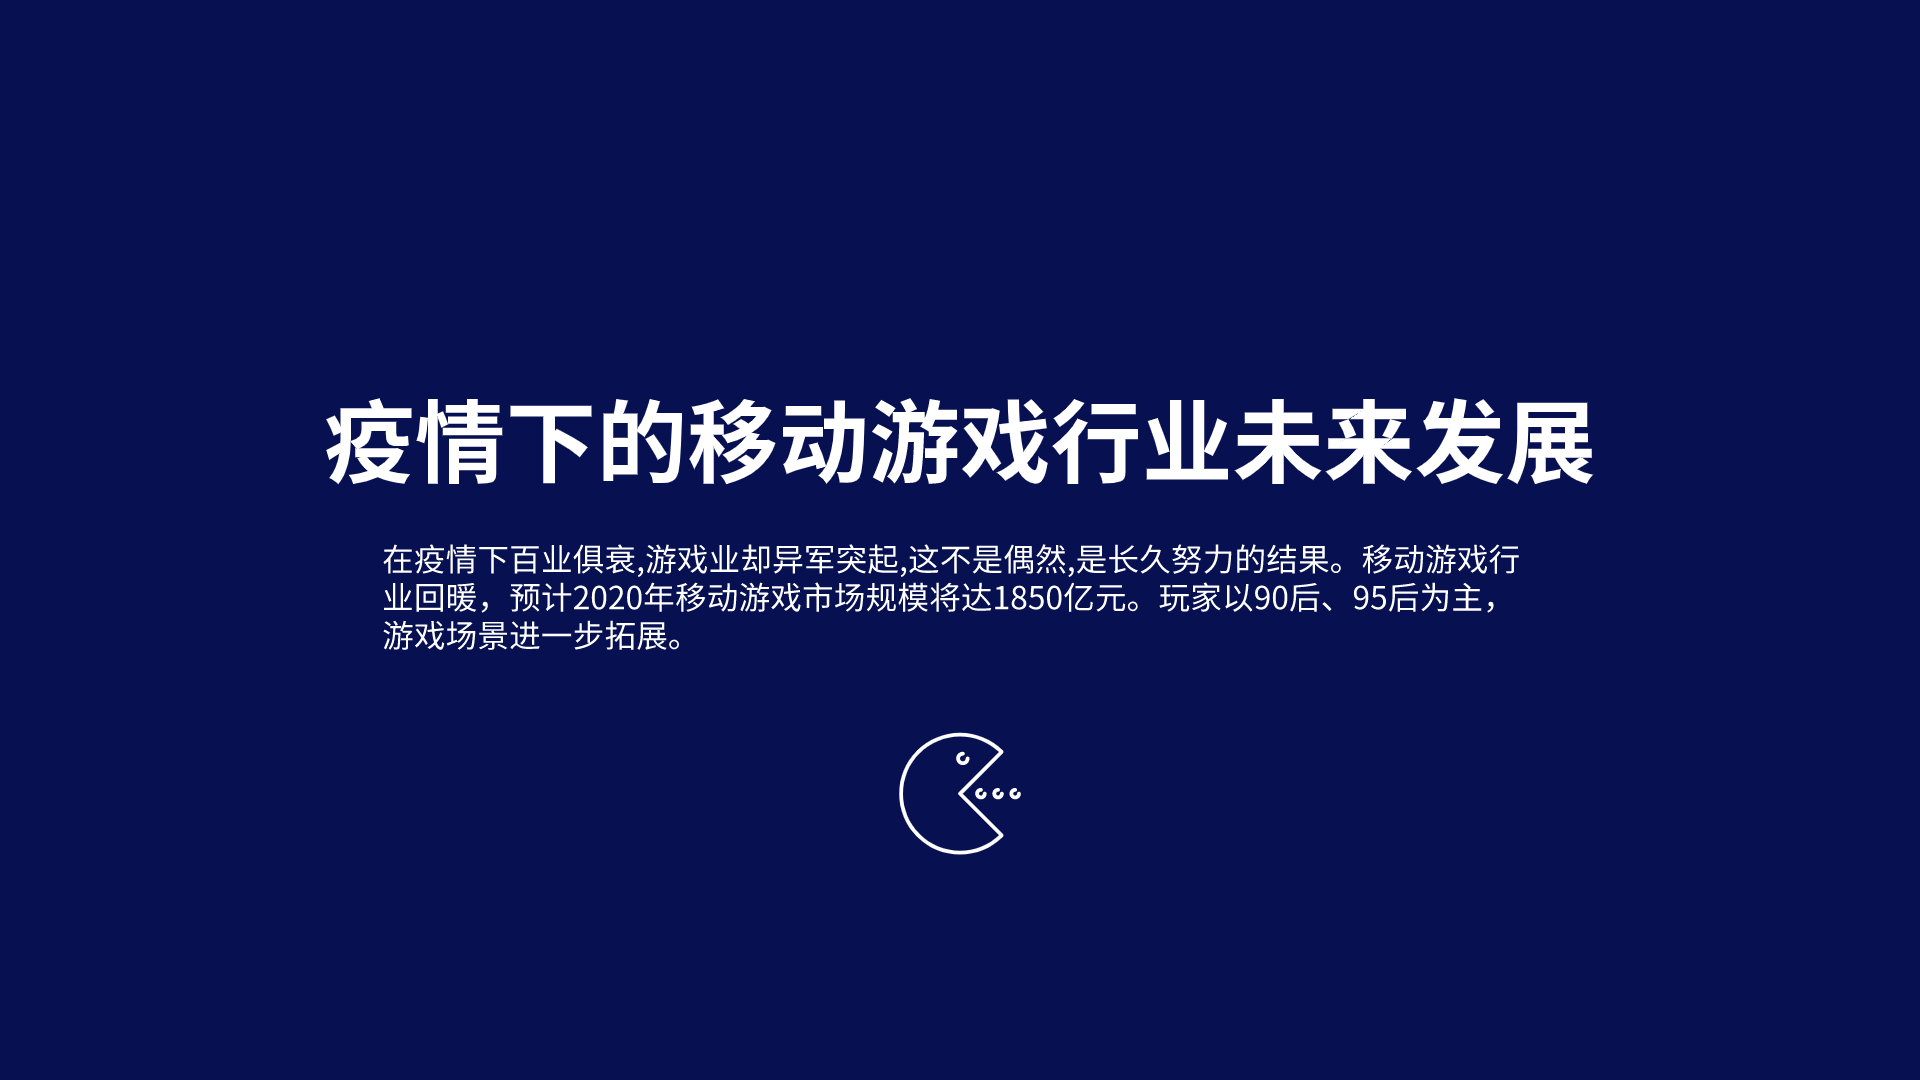 疫情下的移动游戏行业未来发展
在疫情下百业俱衰,游戏业却异军突起,这不是偶然,是长久努力的结果。移动游戏行
业回暖，预计2020年移动游戏市场规模将达1850亿元。玩家以90后、95后为主，
游戏场景进一步拓展。